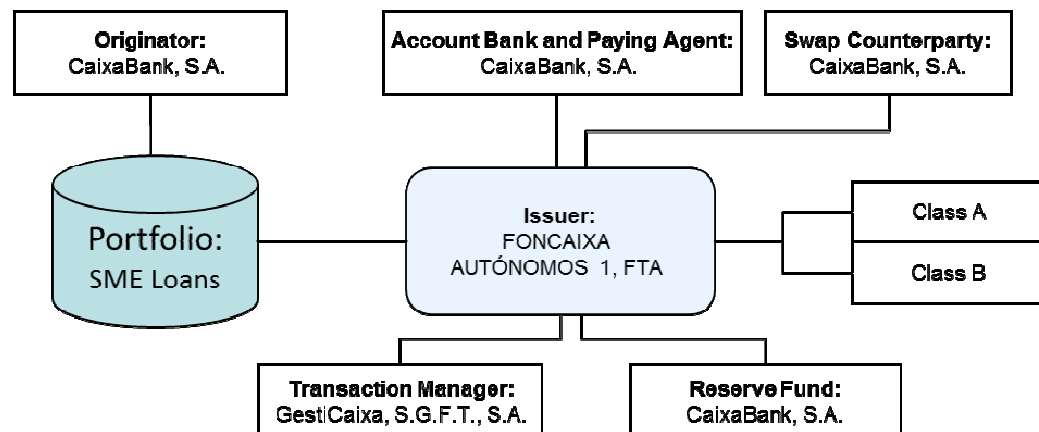 Originator:
CaixaBank, S.A.
Account Bank and Paying Agent:
CaixaBank, S.A.
Swap Counterparty:
CaixaBank, S.A.
Portfolio:
SME Loans
Issuer:
FONCAIXA
AUTÓNOMOS 1, FTA
Class A
Class B
Transaction Manager:
GestiCaixa, S.G.F.T., S.A.
Reserve Fund:
CaixaBank, S.A.